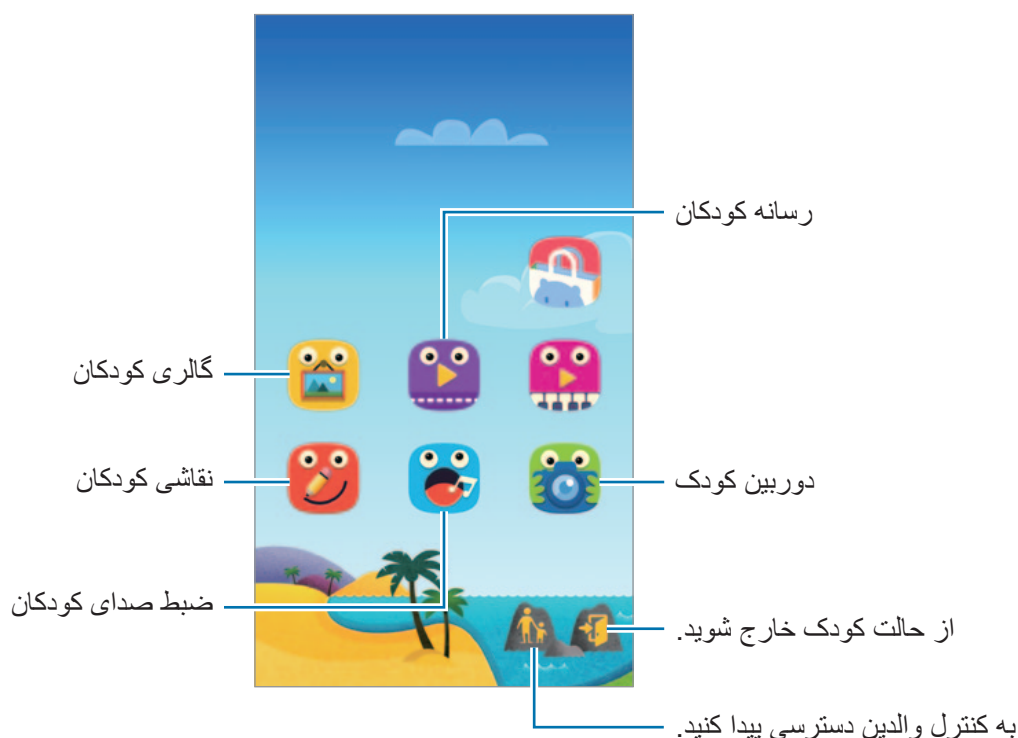 رسانه کودکان
گالری کودکان
نقاشی کودکان
دوربین کودک
ضبط صدای کودکان
از حالت کودک خارج شوید.
به کنترل والدین دسترسی پیدا کنید.